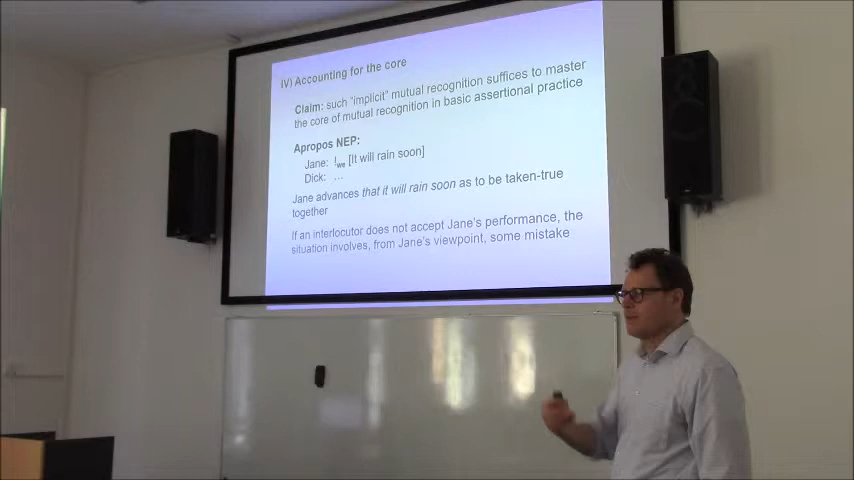 IV) Accounting for the core
Claim: such "implicit" mutual recognition suffices to master
the core of mutual recognition in basic assertional practice
Apropos NEP:
Jane: Iwe [It will rain soon]
Dick: …
Jane advances that it will rain soon as to be taken-true
together
If an interlocutor does not accept Jane's performance, the
situation involves, from Jane's viewpoint, some mistake